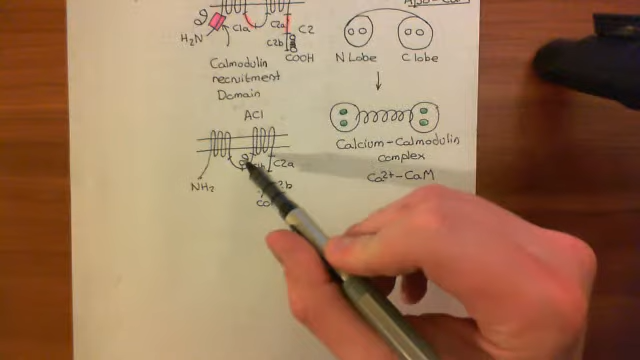 C1a
C2a
C2
H₂N
C2b
COOH
Calmodulin
recruitment
Domain
N Lobe
C lobe
AC1
Calcium-Calmodulin
complex
Ca2+-CaM
NH₂
C2a